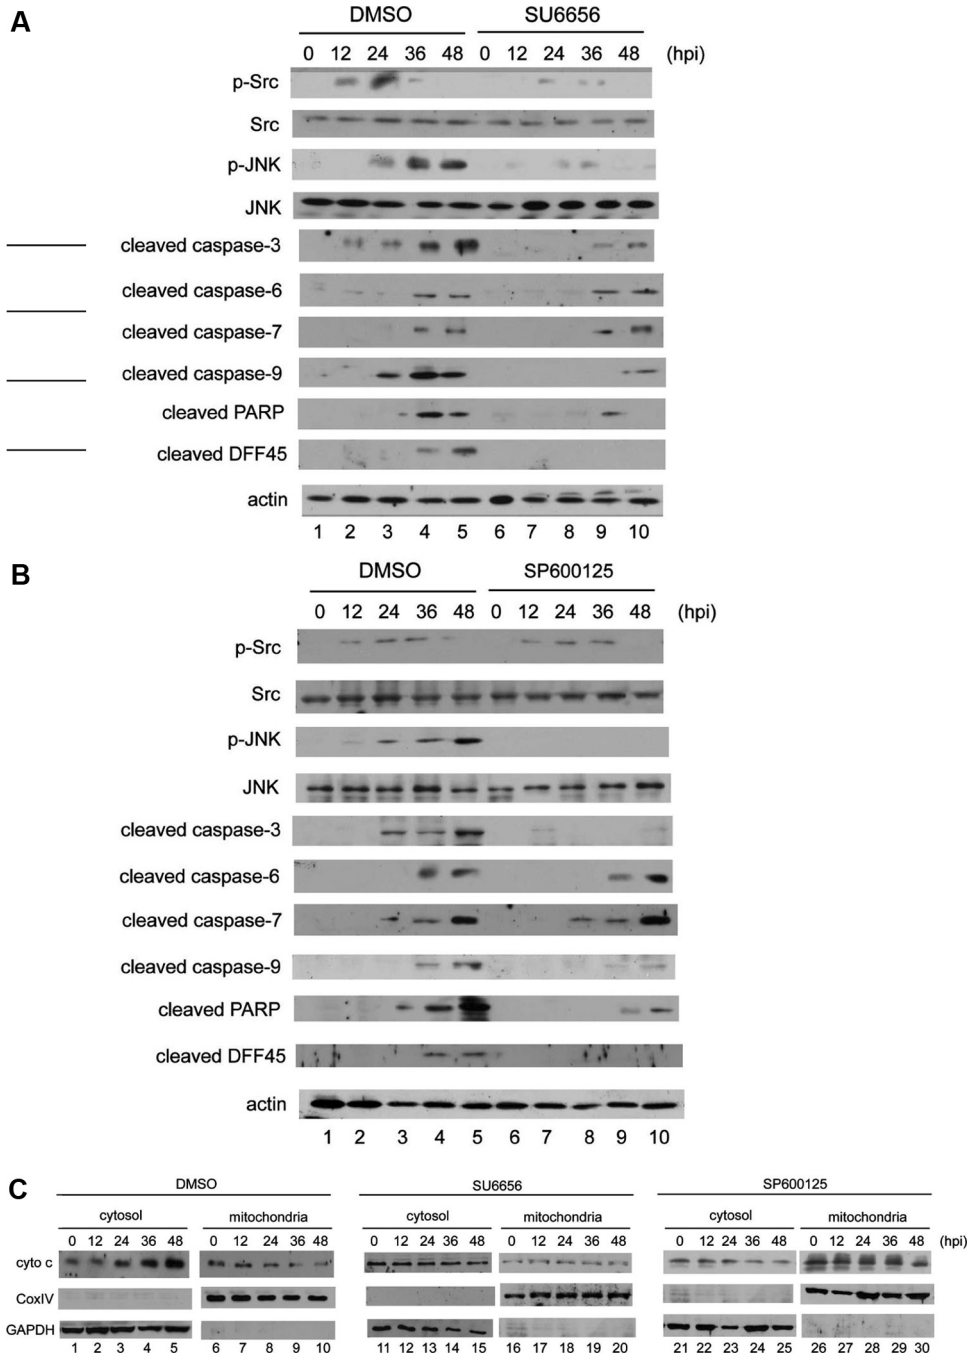 A
DMSO SU6656
0 12 24 36 48 0 12 24 36 48 (hpi)
p-Src
Src
p-JNK
JNK
cleaved caspase-3
cleaved caspase-6
cleaved caspase-7
cleaved caspase-9
cleaved PARP
cleaved DFF45
actin
1 2 3 4 5 6 7 8 9 10
B
DMSO SP600125
0 12 24 36 48 0 12 24 36 48 (hpi)
p-Src
Src
p-JNK
JNK
cleaved caspase-3
cleaved caspase-6
cleaved caspase-7
cleaved caspase-9
cleaved PARP
cleaved DFF45
actin
1 2 3 4 5 6 7 8 9 10
C
DMSO SU6656 SP600125
cytosol mitochondria cytosol mitochondria cytosol mitochondria
0 12 24 36 48 0 12 24 36 48 0 12 24 36 48 0 12 24 36 48 0 12 24 36 48 0 12 24 36 48 (hpi)
cyto c
CoxIV
GAPDH
1 2 3 4 5 6 7 8 9 10 11 12 13 14 15 16 17 18 19 20 21 22 23 24 25 26 27 28 29 30